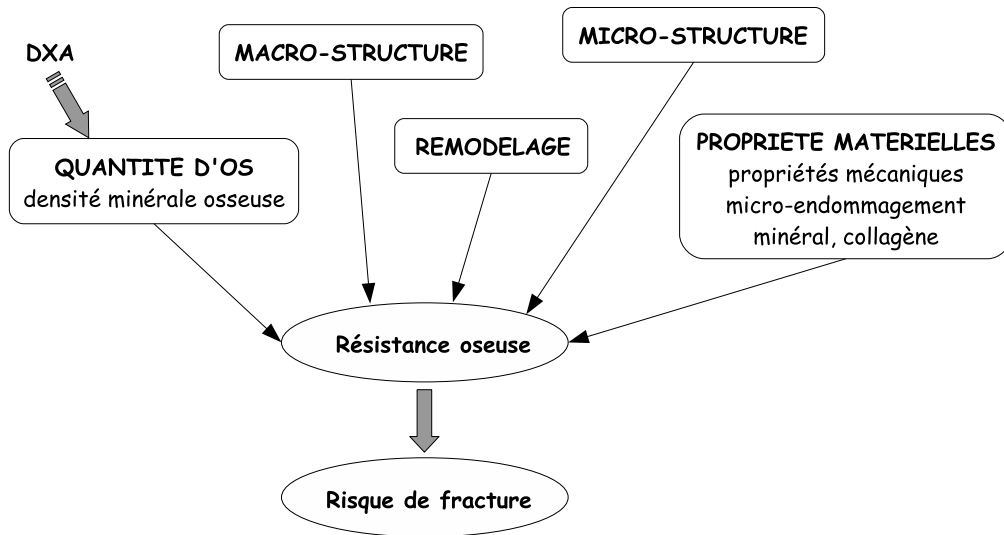 DXA
MACRO-STRUCTURE
MICRO-STRUCTURE
QUANTITE D'OS
densité minérale osseuse
REMODELAGE
PROPRIETE MATERIELLES
propriétés mécaniques
micro-endommagement
minéral, collagène
Résistance oseuse
Risque de fracture